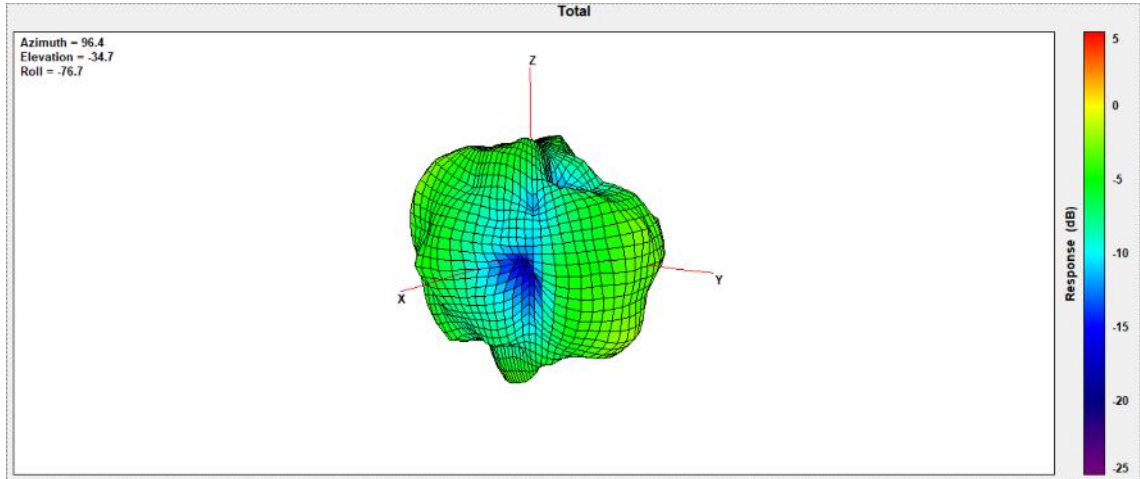 Total
Azimuth = 96.4
Elevation = -34.7
Roll = -76.7
Z
Y
X
5
0
-5
-10
-15
-20
-25
Response (dB)